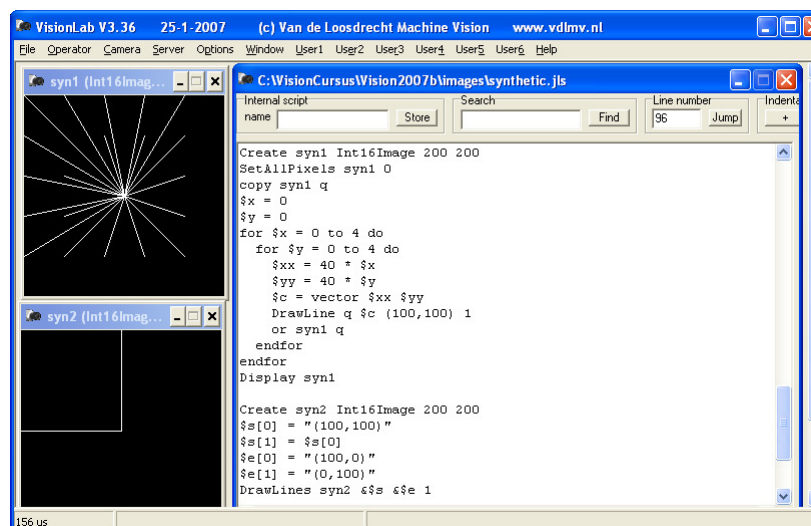 VisionLab V3.36 25-1-2007 (c) Van de Loosdrecht Machine Vision www.vdlmv.nl
File Operator Camera Server Options Window User1 User2 User3 User4 User5 User6 Help
syn1 (Int16Imag...
C:\VisionCursus\Vision2007b\images\synthetic.jls
Internal script
Search
Line number
Indenta
name
Store
Find
96
Jump
+
Create syn1 Int16Image 200 200
SetAllPixels syn1 0
copy syn1 q
$x = 0
$y = 0
for $x = 0 to 4 do
for $y = 0 to 4 do
$xx = 40 * $x
$yy = 40 * $y
$c = vector $xx $yy
DrawLine q $c (100,100) 1
or syn1 q
endfor
endfor
Display syn1
syn2 (Int16Imag...
Create syn2 Int16Image 200 200
$s[0] = "(100,100)"
$s[1] = $s[0]
$e[0] = "(100,0)"
$e[1] = "(0,100)"
DrawLines syn2 &$s &$e 1
156 us